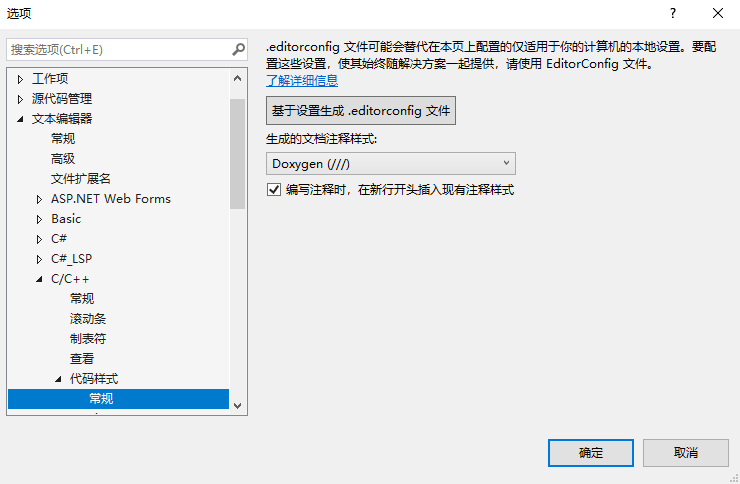 选项
搜索选项(Ctrl+E)
工作项
源代码管理
文本编辑器
常规
高级
文件扩展名
ASP.NET Web Forms
Basic
C#
C#_LSP
C/C++
常规
滚动条
制表符
查看
代码样式
常规
.editorconfig 文件可能会替代在本页上配置的仅适用于你的计算机的本地设置。要配
置这些设置，使其始终随解决方案一起提供，请使用 EditorConfig 文件。
了解详细信息
基于设置生成 .editorconfig 文件
生成的文档注释样式:
Doxygen (///)
编写注释时，在新行开头插入现有注释样式
确定
取消